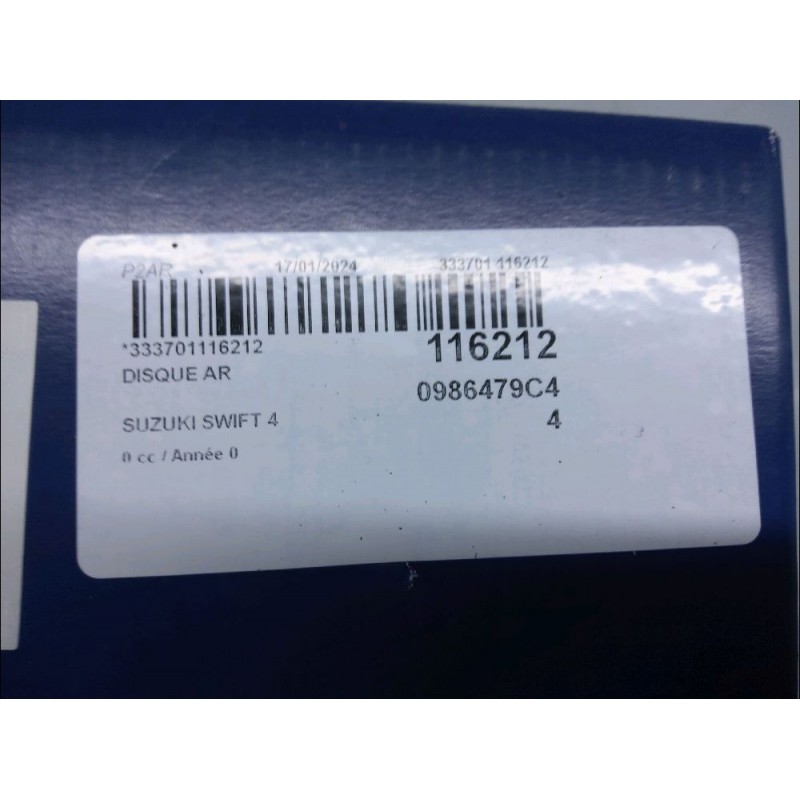 P2AR 17/01/2024 333701 116212
*333701116212 116212
DISQUE AR
0986479C4
SUZUKI SWIFT 4 4
0 cc / Année 0